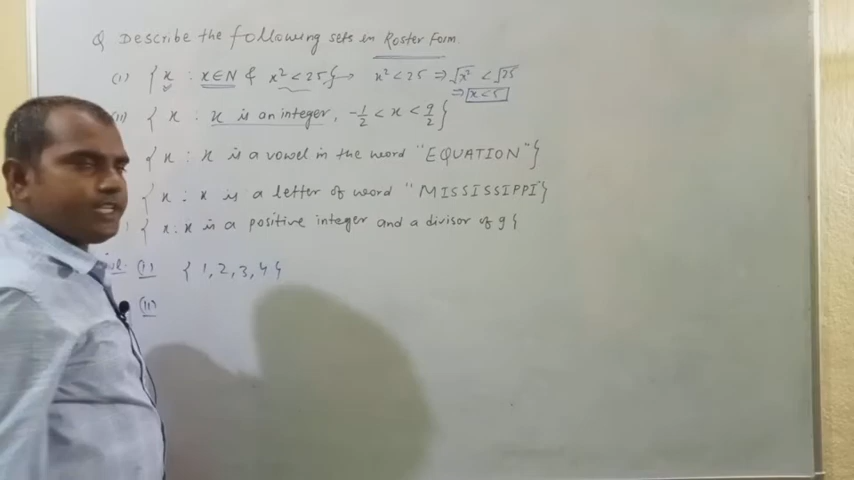 Q Describe the following sets in Roster Form.
(i) { x : x ∈ N & x² < 25 } → x² < 25 ⇒ √x² < √25
⇒ x < 5
(ii) { x : x is an integer, -1/2 < x < 9/2 }
{ x : x is a vowel in the word "EQUATION" }
{ x : x is a letter of word "MISSISSIPPI" }
{ x : x is a positive integer and a divisor of 9 }
(i) { 1, 2, 3, 4 }
(ii)